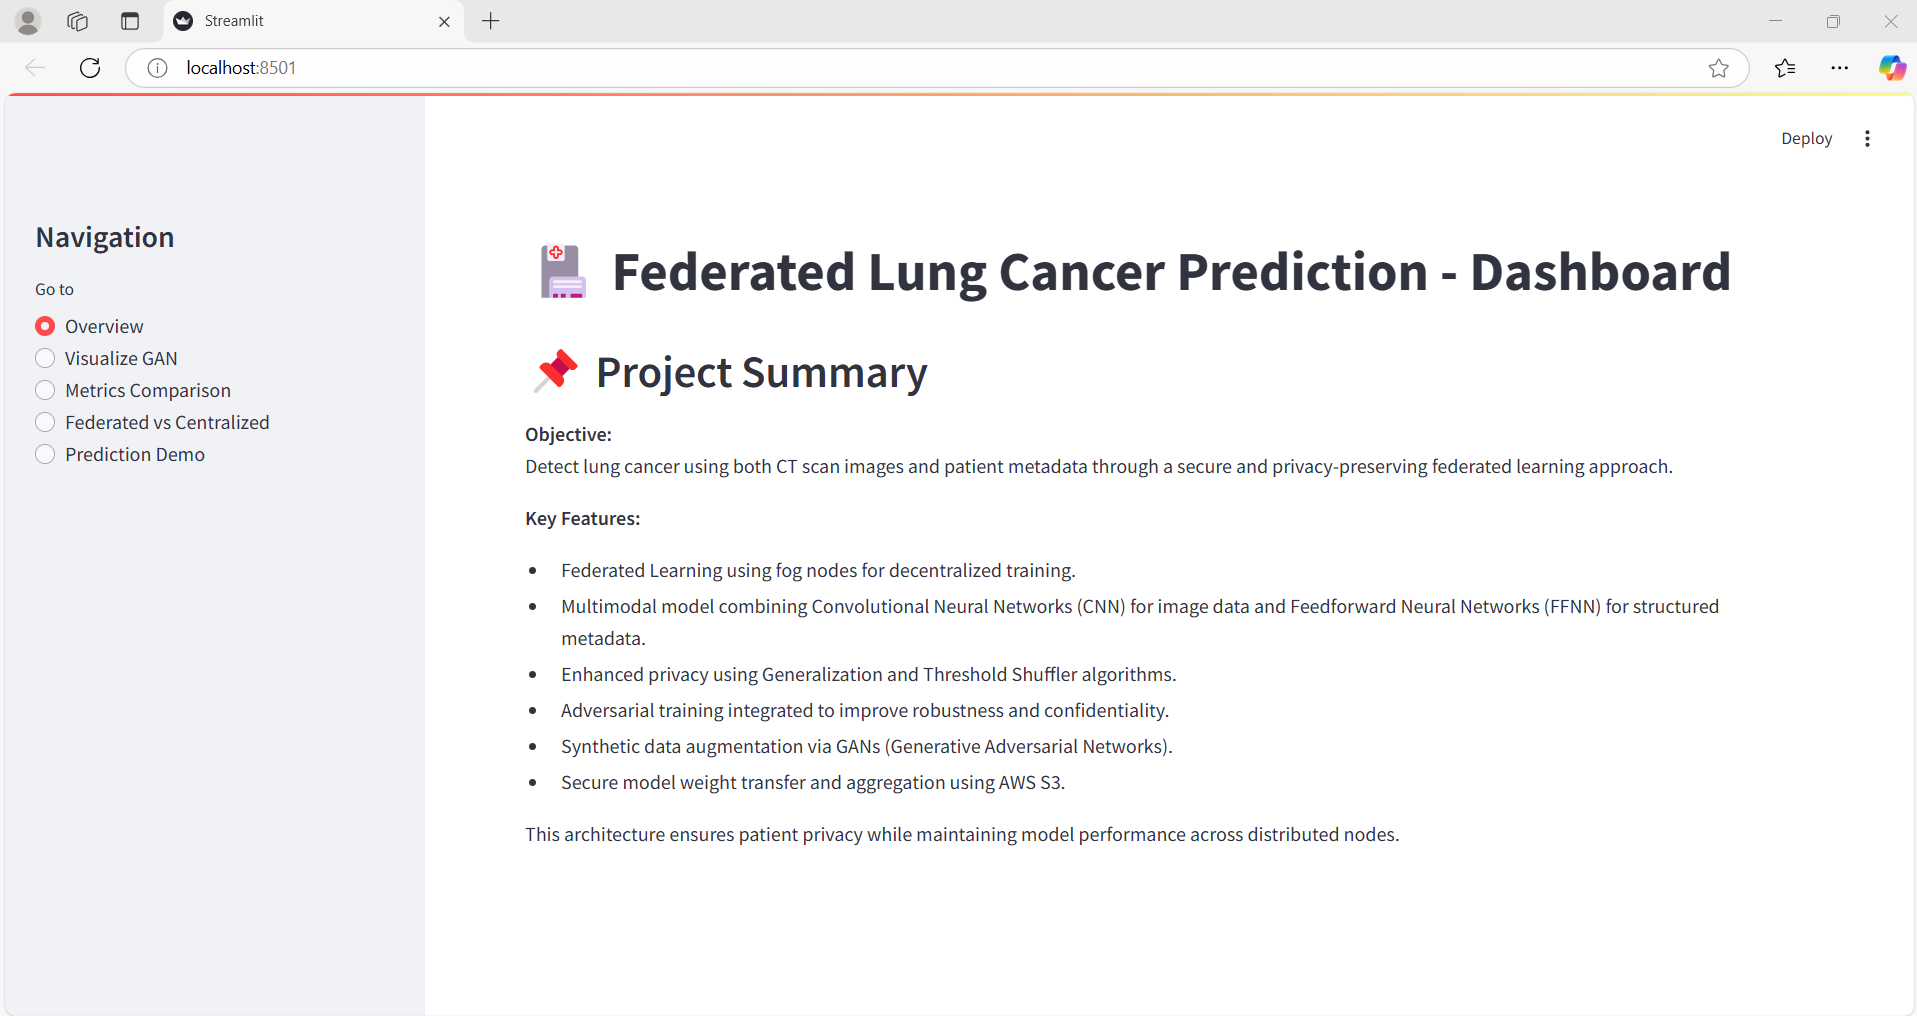 Streamlit
localhost:8501
Deploy
Navigation
Go to
Overview
Visualize GAN
Metrics Comparison
Federated vs Centralized
Prediction Demo
Federated Lung Cancer Prediction - Dashboard
Project Summary
Objective:
Detect lung cancer using both CT scan images and patient metadata through a secure and privacy-preserving federated learning approach.
Key Features:
Federated Learning using fog nodes for decentralized training.
Multimodal model combining Convolutional Neural Networks (CNN) for image data and Feedforward Neural Networks (FFNN) for structured
metadata.
Enhanced privacy using Generalization and Threshold Shuffler algorithms.
Adversarial training integrated to improve robustness and confidentiality.
Synthetic data augmentation via GANs (Generative Adversarial Networks).
Secure model weight transfer and aggregation using AWS S3.
This architecture ensures patient privacy while maintaining model performance across distributed nodes.